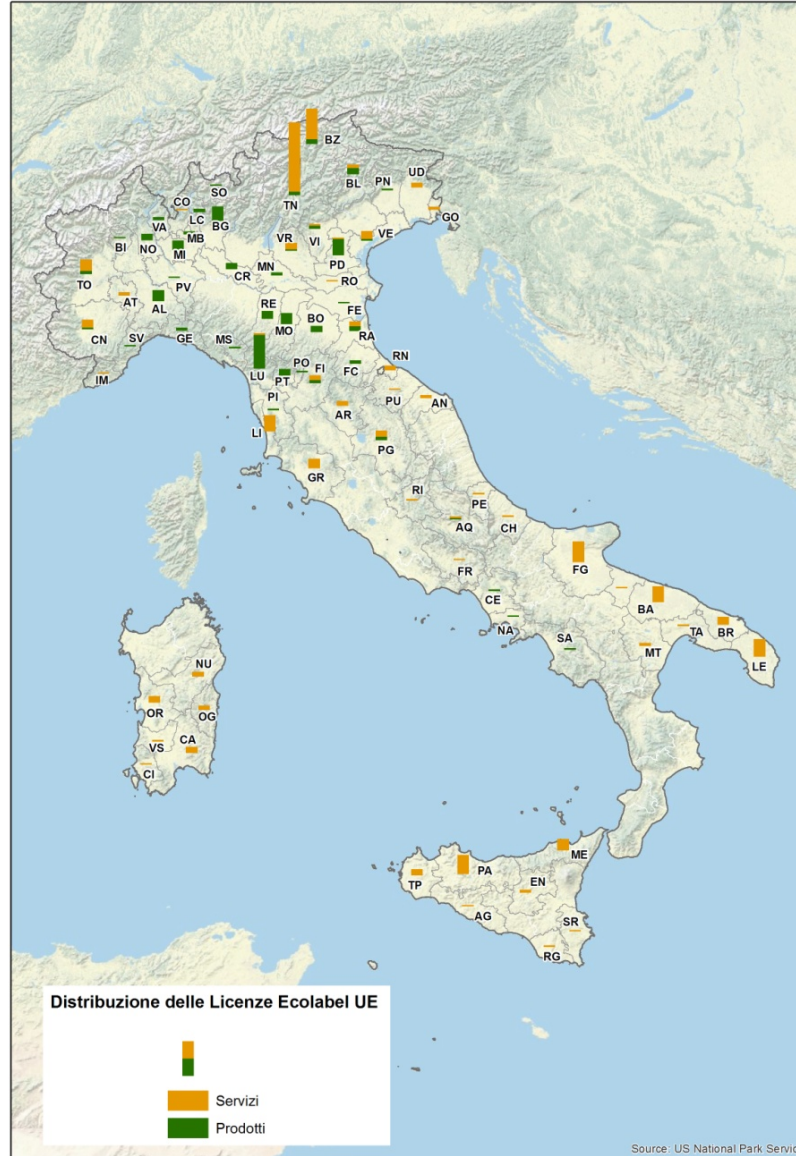 BZ
SO
UD
CO
BL
PN
LC
TN
VA
BG
GO
MB
VI
VE
BI
NO
VR
MI
PD
CR
MN
TO
PV
RO
AT
RE
AL
FE
MO
BO
CN
SV
GE
MS
RA
RN
PO
FI
FC
LU
PT
IM
PI
PU
AN
AR
LI
PG
GR
RI
PE
AQ
CH
FR
FG
CE
BA
NA
TA
BR
SA
MT
NU
LE
OR
OG
VS
CA
CI
ME
PA
TP
EN
AG
SR
RG
Distribuzione delle Licenze Ecolabel UE
Servizi
Prodotti
Source: US National Park Servic